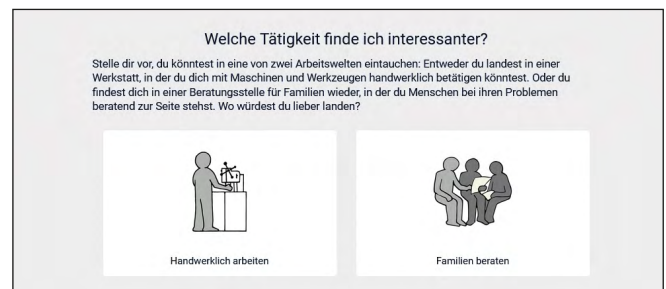 Welche Tätigkeit finde ich interessanter?
Stelle dir vor, du könntest in eine von zwei Arbeitswelten eintauchen: Entweder du landest in einer
Werkstatt, in der du dich mit Maschinen und Werkzeugen handwerklich betätigen könntest. Oder du
findest dich in einer Beratungsstelle für Familien wieder, in der du Menschen bei ihren Problemen
beratend zur Seite stehst. Wo würdest du lieber landen?
Handwerklich arbeiten
Familien beraten